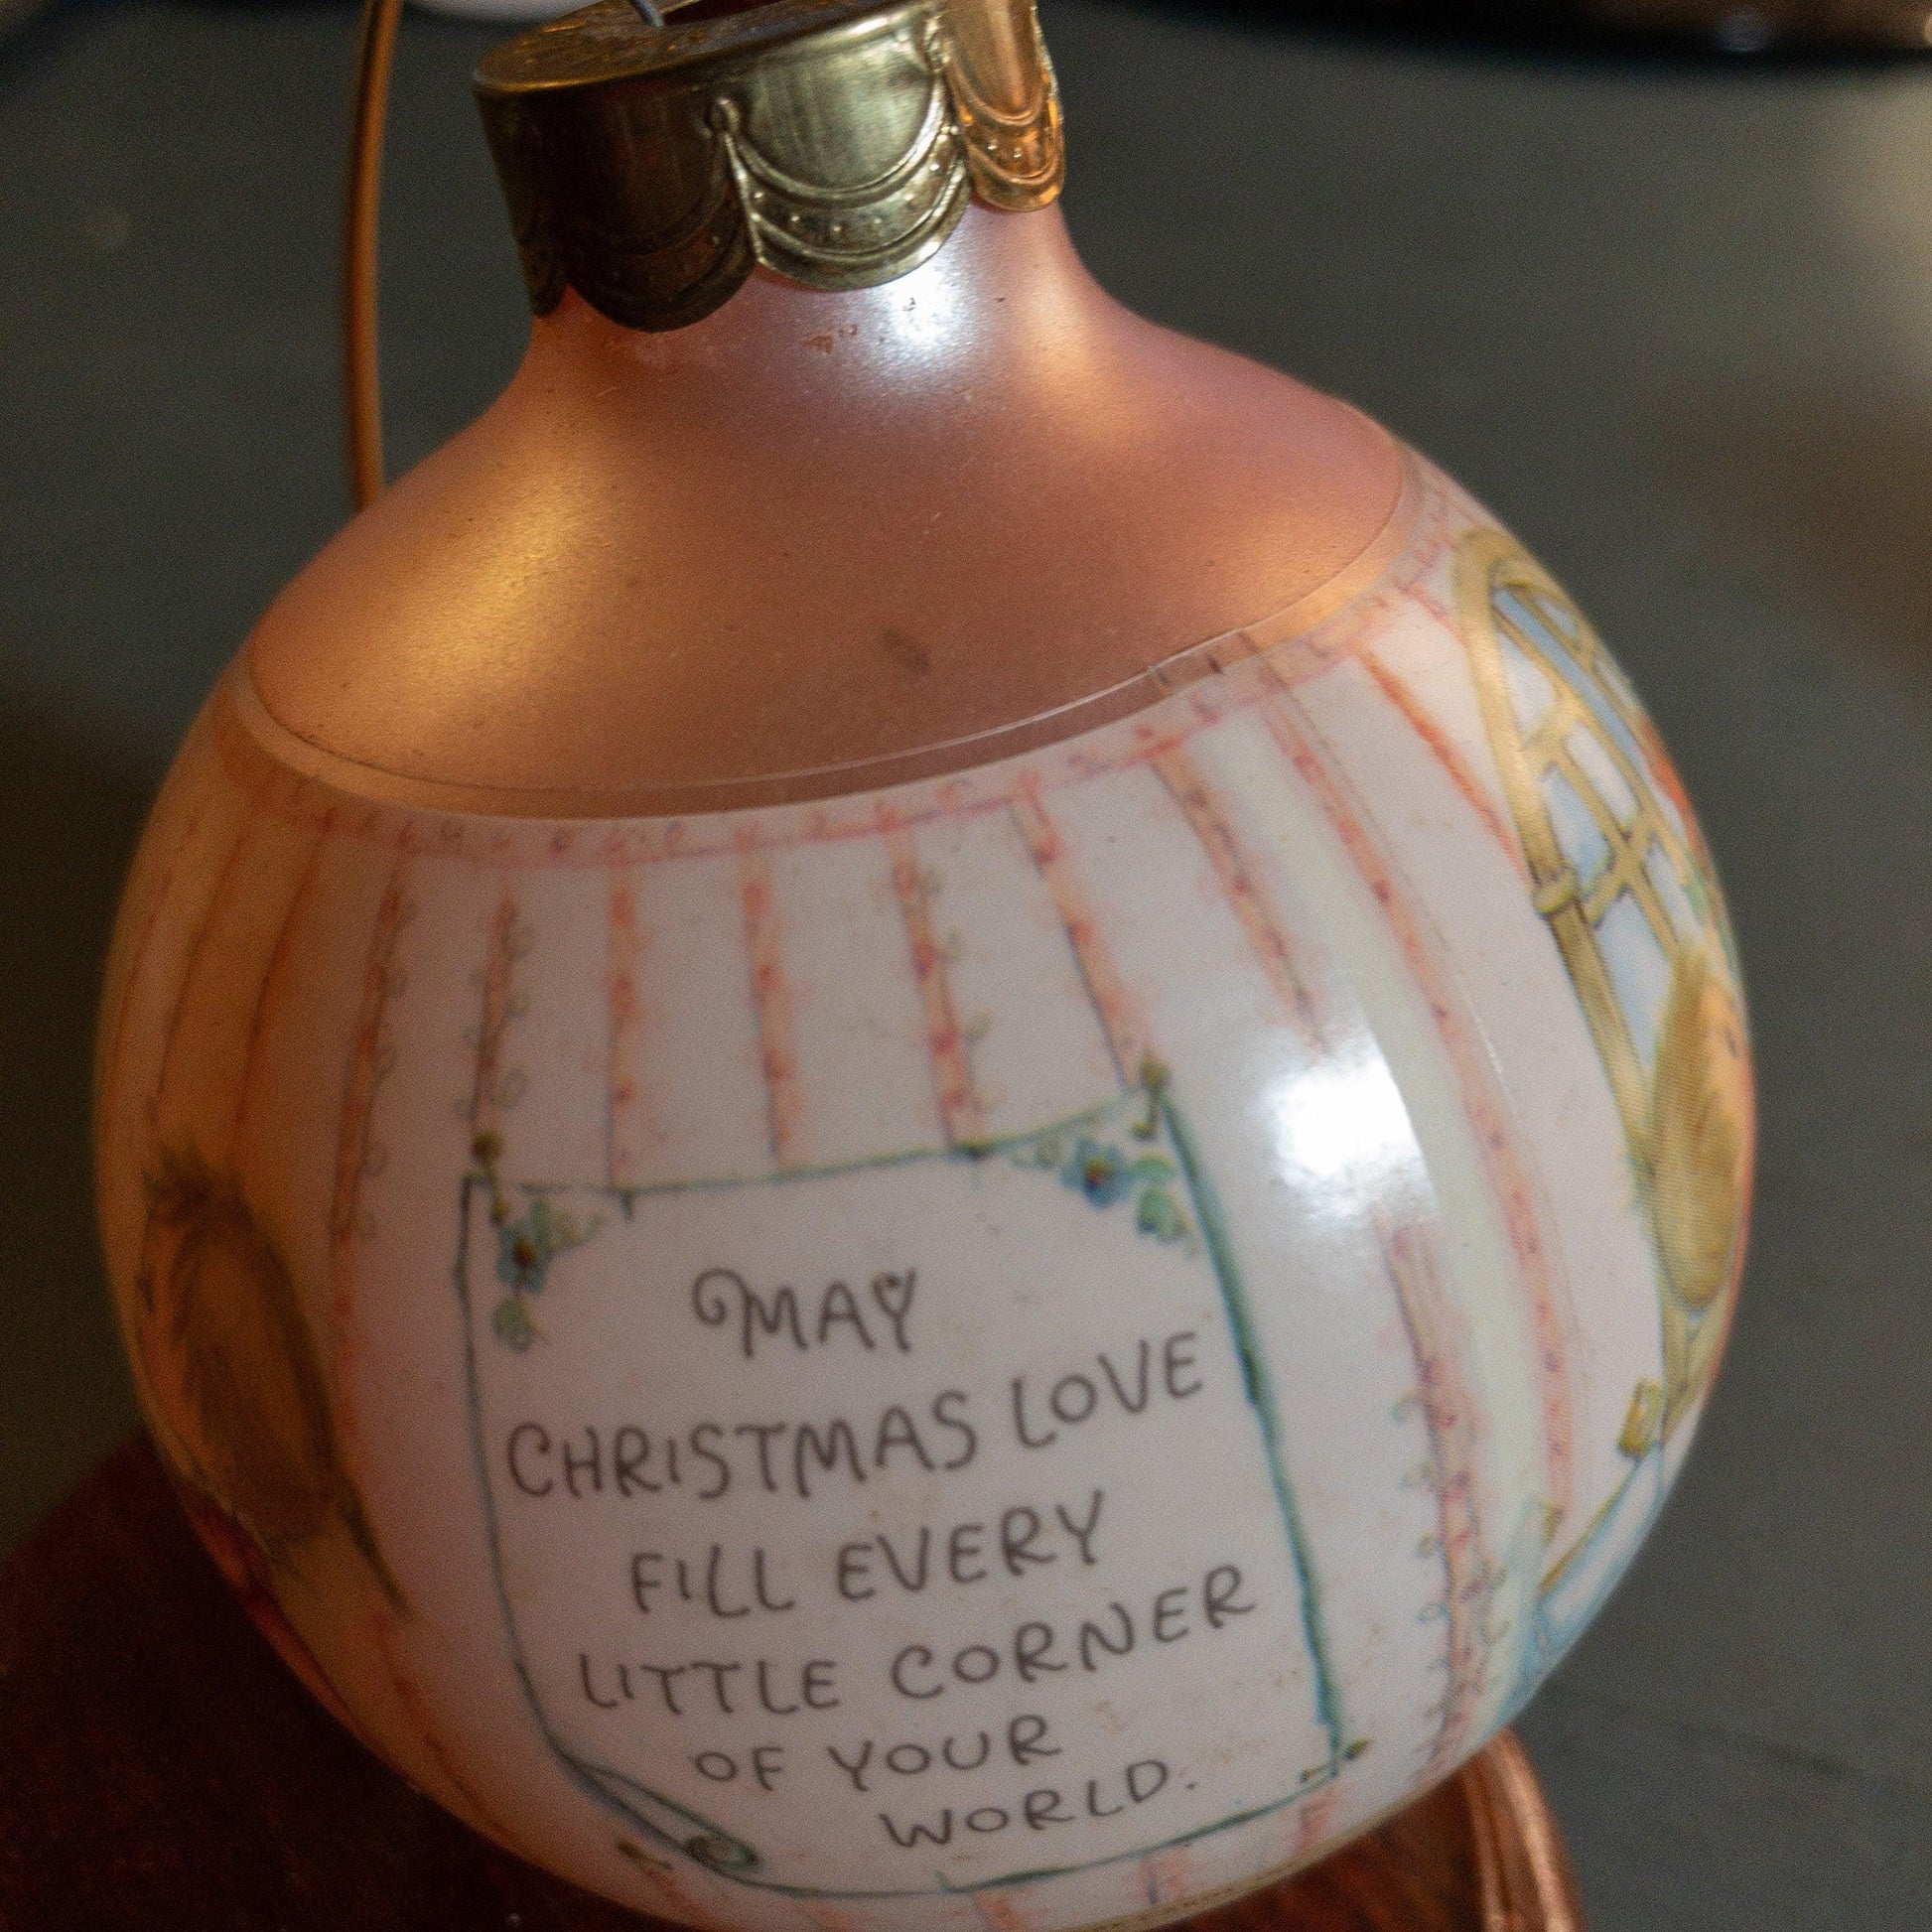 MAY
CHRISTMAS LOVE
FILL EVERY
LITTLE CORNER
OF YOUR
WORLD.